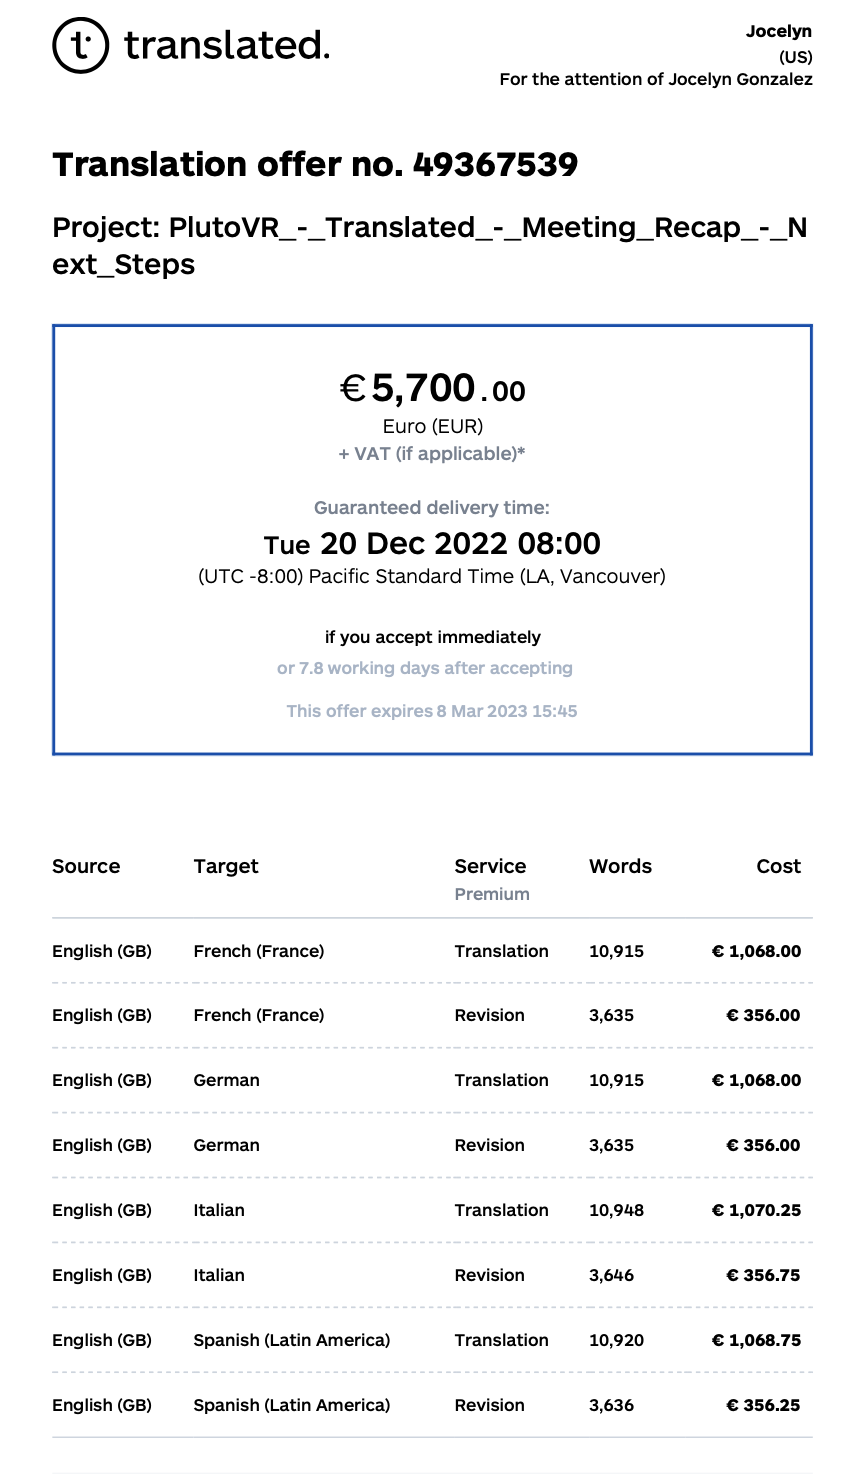 translated.
Jocelyn
(US)
For the attention of Jocelyn Gonzalez
Translation offer no. 49367539
Project: PlutoVR_-_Translated_-_Meeting_Recap_-_N
ext_Steps
€5,700.00
Euro (EUR)
+ VAT (if applicable)*
Guaranteed delivery time:
Tue 20 Dec 2022 08:00
(UTC -8:00) Pacific Standard Time (LA, Vancouver)
if you accept immediately
or 7.8 working days after accepting
This offer expires 8 Mar 2023 15:45
Source Target Service Words Cost
Premium
English (GB) French (France) Translation 10,915 € 1,068.00
English (GB) French (France) Revision 3,635 € 356.00
English (GB) German Translation 10,915 € 1,068.00
English (GB) German Revision 3,635 € 356.00
English (GB) Italian Translation 10,948 € 1,070.25
English (GB) Italian Revision 3,646 € 356.75
English (GB) Spanish (Latin America) Translation 10,920 € 1,068.75
English (GB) Spanish (Latin America) Revision 3,636 € 356.25